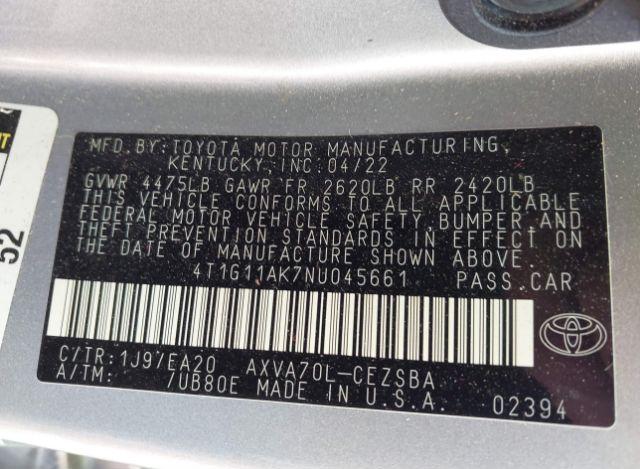 MFD. BY: TOYOTA MOTOR MANUFACTURING,
KENTUCKY, INC. 04/22
GVWR 4475LB GAWR FR 2620LB RR 2420LB
THIS VEHICLE CONFORMS TO ALL APPLICABLE
FEDERAL MOTOR VEHICLE SAFETY, BUMPER AND
THEFT PREVENTION STANDARDS IN EFFECT ON
THE DATE OF MANUFACTURE SHOWN ABOVE.
4T1G11AK7NU045661 PASS.CAR
C/TR: 1J9/EA20 AXVA70L-CEZSBA
A/TM: /UB80E MADE IN U.S.A. 02394
52